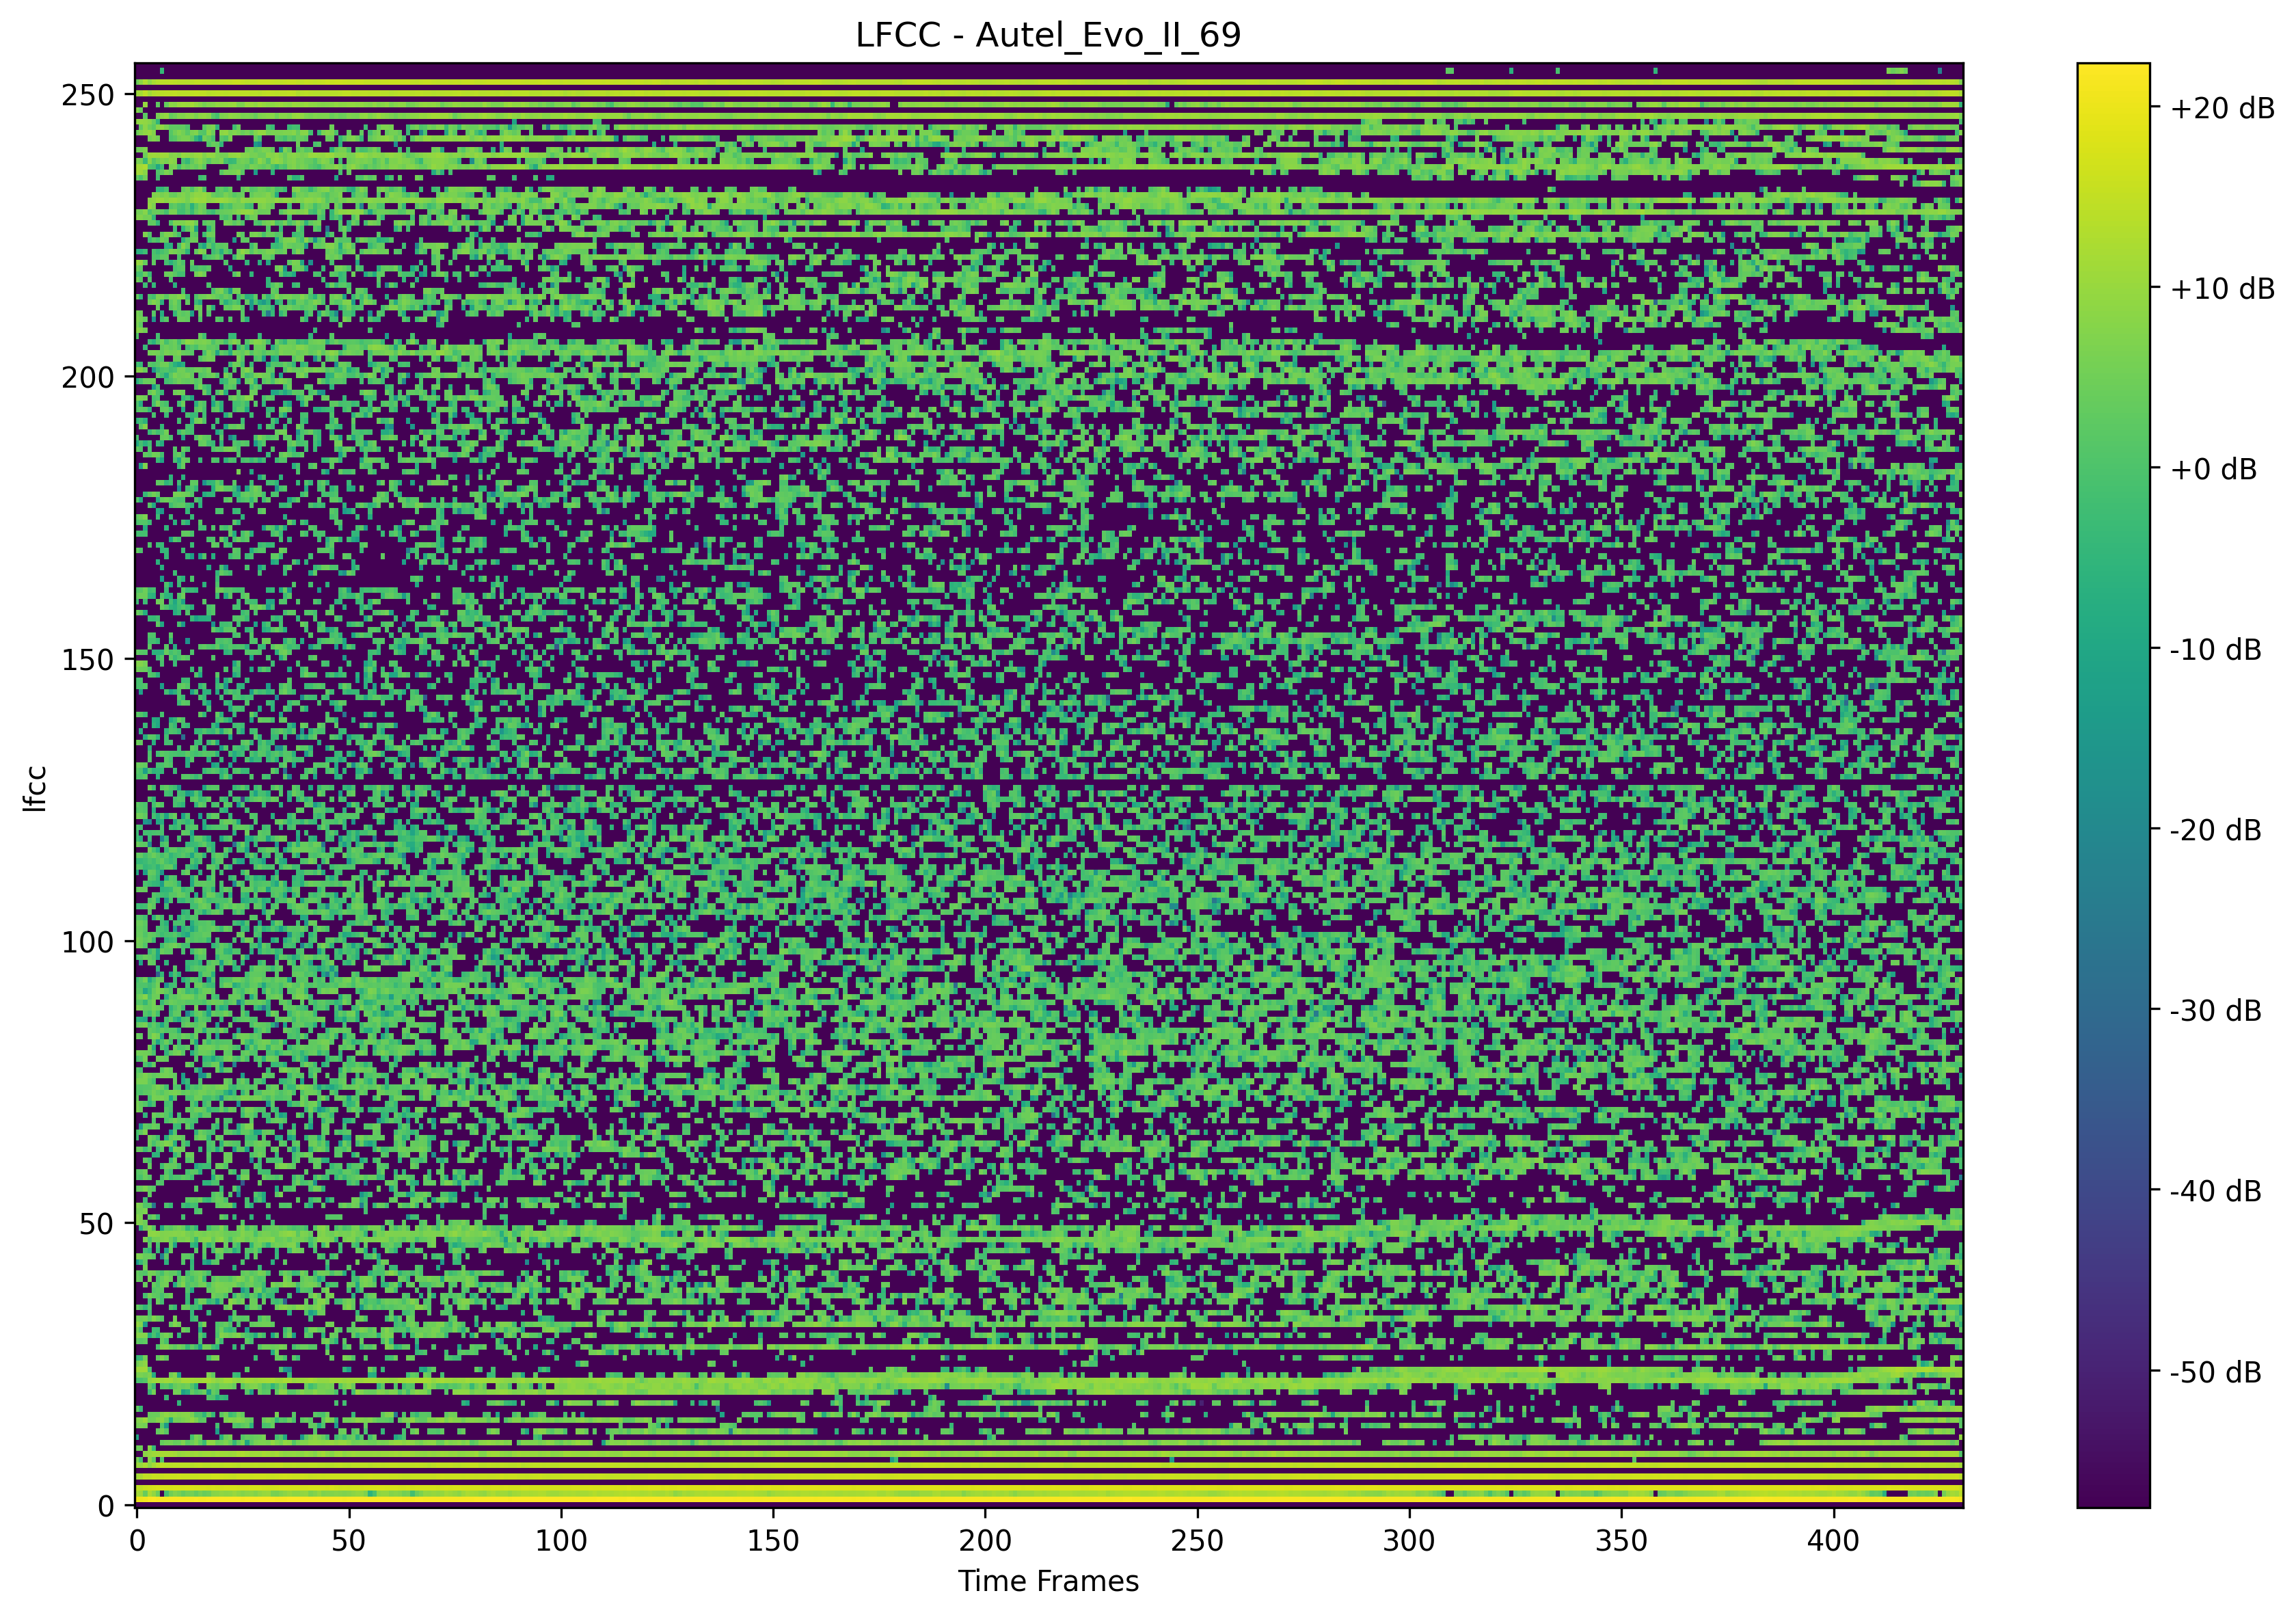 LFCC - Autel_Evo_II_69
250
200
150
100
50
0
lfcc
0 50 100 150 200 250 300 350 400
Time Frames
+20 dB
+10 dB
+0 dB
-10 dB
-20 dB
-30 dB
-40 dB
-50 dB